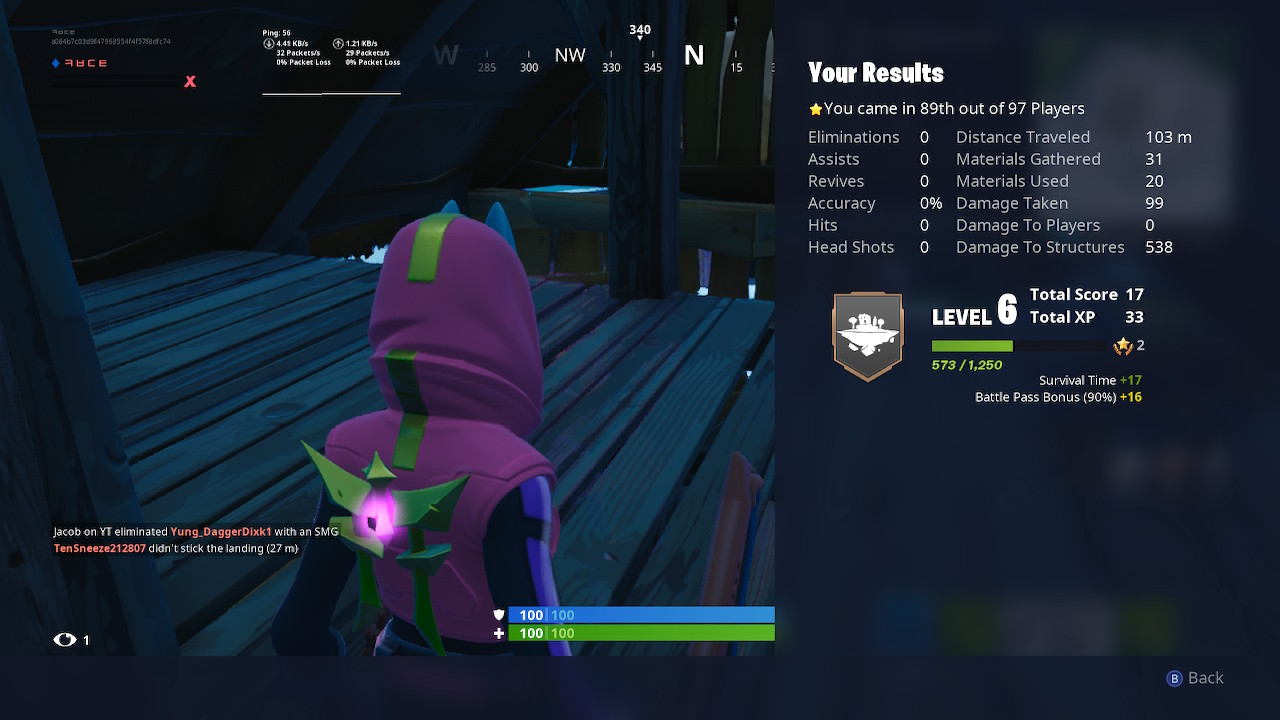 Ping: 56
4.41 KB/s 1.21 KB/s
32 Packets/s 29 Packets/s
0% Packet Loss 0% Packet Loss
340
W 285 300 NW 330 345 N 15
X
Jacob on YT eliminated Yung_DaggerDixk1 with an SMG
TenSneeze212807 didn't stick the landing (27 m)
1
100 100
100 100
Your Results
You came in 89th out of 97 Players
Eliminations 0 Distance Traveled 103 m
Assists 0 Materials Gathered 31
Revives 0 Materials Used 20
Accuracy 0% Damage Taken 99
Hits 0 Damage To Players 0
Head Shots 0 Damage To Structures 538
LEVEL 6
Total Score 17
Total XP 33
2
573 / 1,250
Survival Time +17
Battle Pass Bonus (90%) +16
B Back